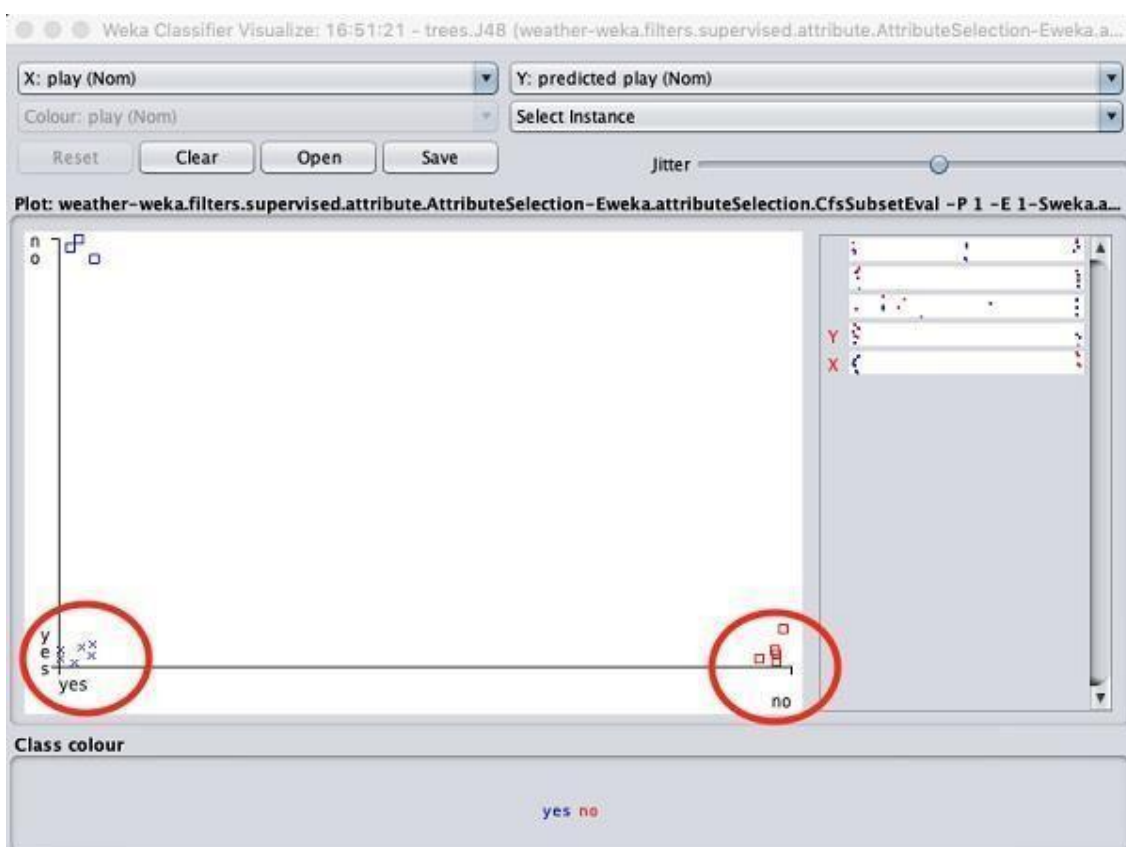 Weka Classifier Visualize: 16:51:21 - trees.J48 (weather-weka.filters.supervised.attribute.AttributeSelection-Eweka.a...
X: play (Nom) Y: predicted play (Nom)
Colour: play (Nom) Select Instance
Reset Clear Open Save Jitter
Plot: weather-weka.filters.supervised.attribute.AttributeSelection-Eweka.attributeSelection.CfsSubsetEval -P 1 -E 1-Sweka.a...
no
Y
X
yes
yes
no
Class colour
yes no